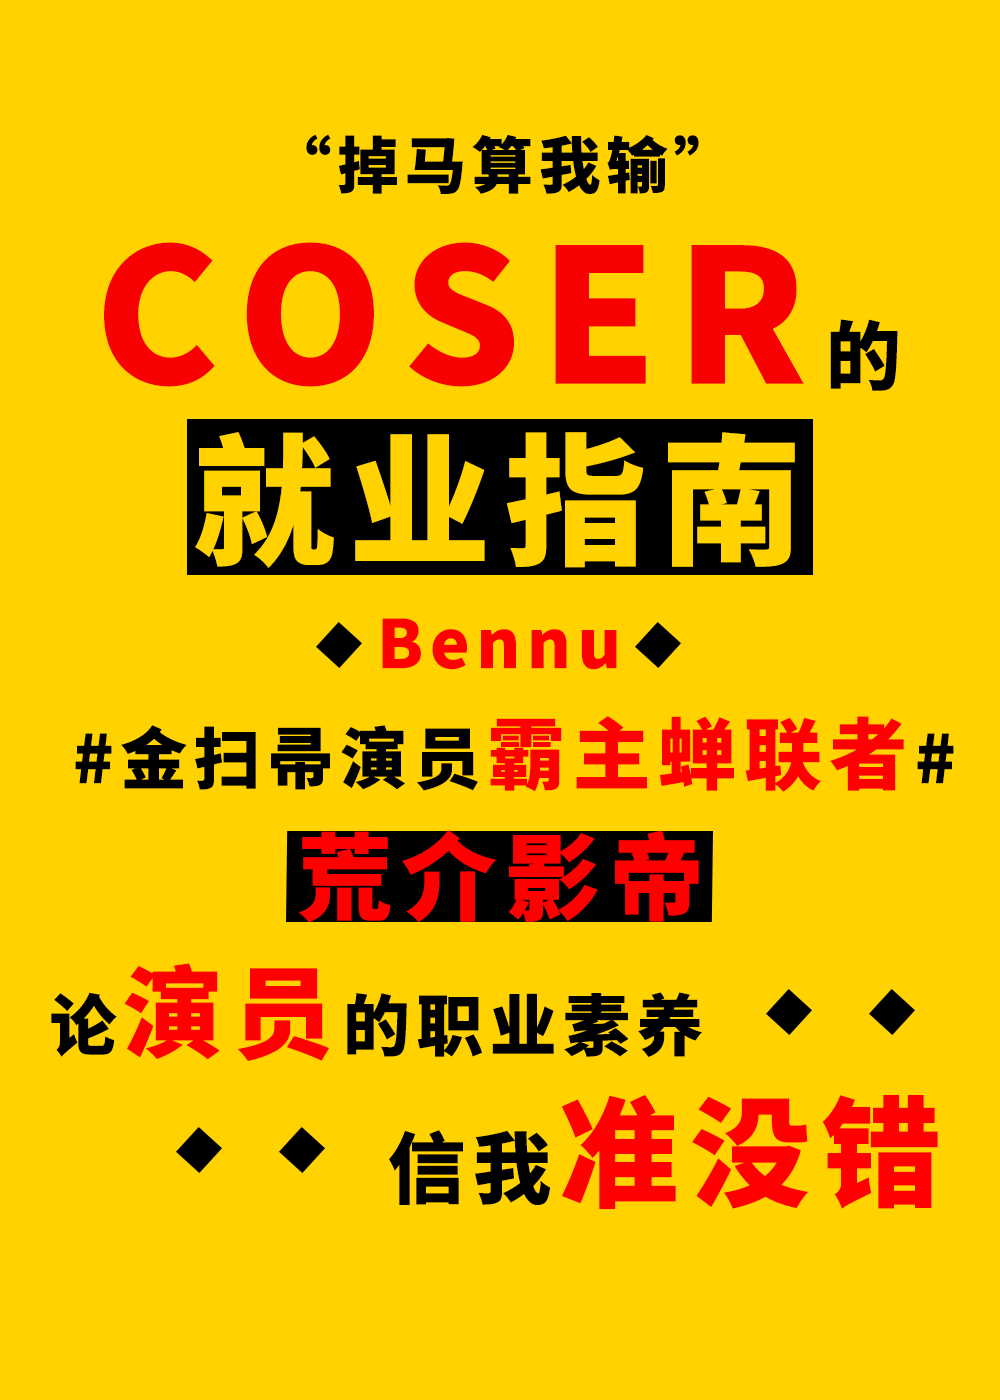 “掉马算我输”
COSER的
就业指南
◆Bennu◆
#金扫帚演员霸主蝉联者#
荒介影帝
论演员的职业素养 ◆ ◆
◆ ◆ 信我准没错